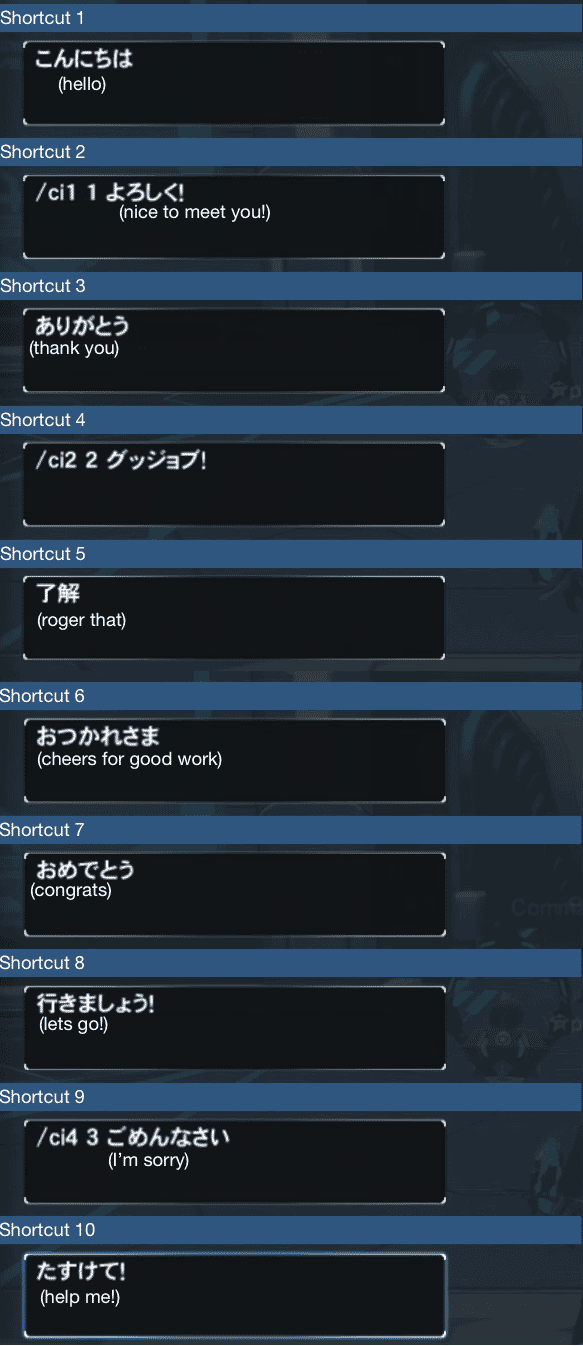 Shortcut 1
こんにちは
(hello)
Shortcut 2
/ci1 1 よろしく!
(nice to meet you!)
Shortcut 3
ありがとう
(thank you)
Shortcut 4
/ci2 2 グッジョブ!
Shortcut 5
了解
(roger that)
Shortcut 6
おつかれさま
(cheers for good work)
Shortcut 7
おめでとう
(congrats)
Shortcut 8
行きましょう!
(lets go!)
Shortcut 9
/ci4 3 ごめんなさい
(I'm sorry)
Shortcut 10
たすけて!
(help me!)